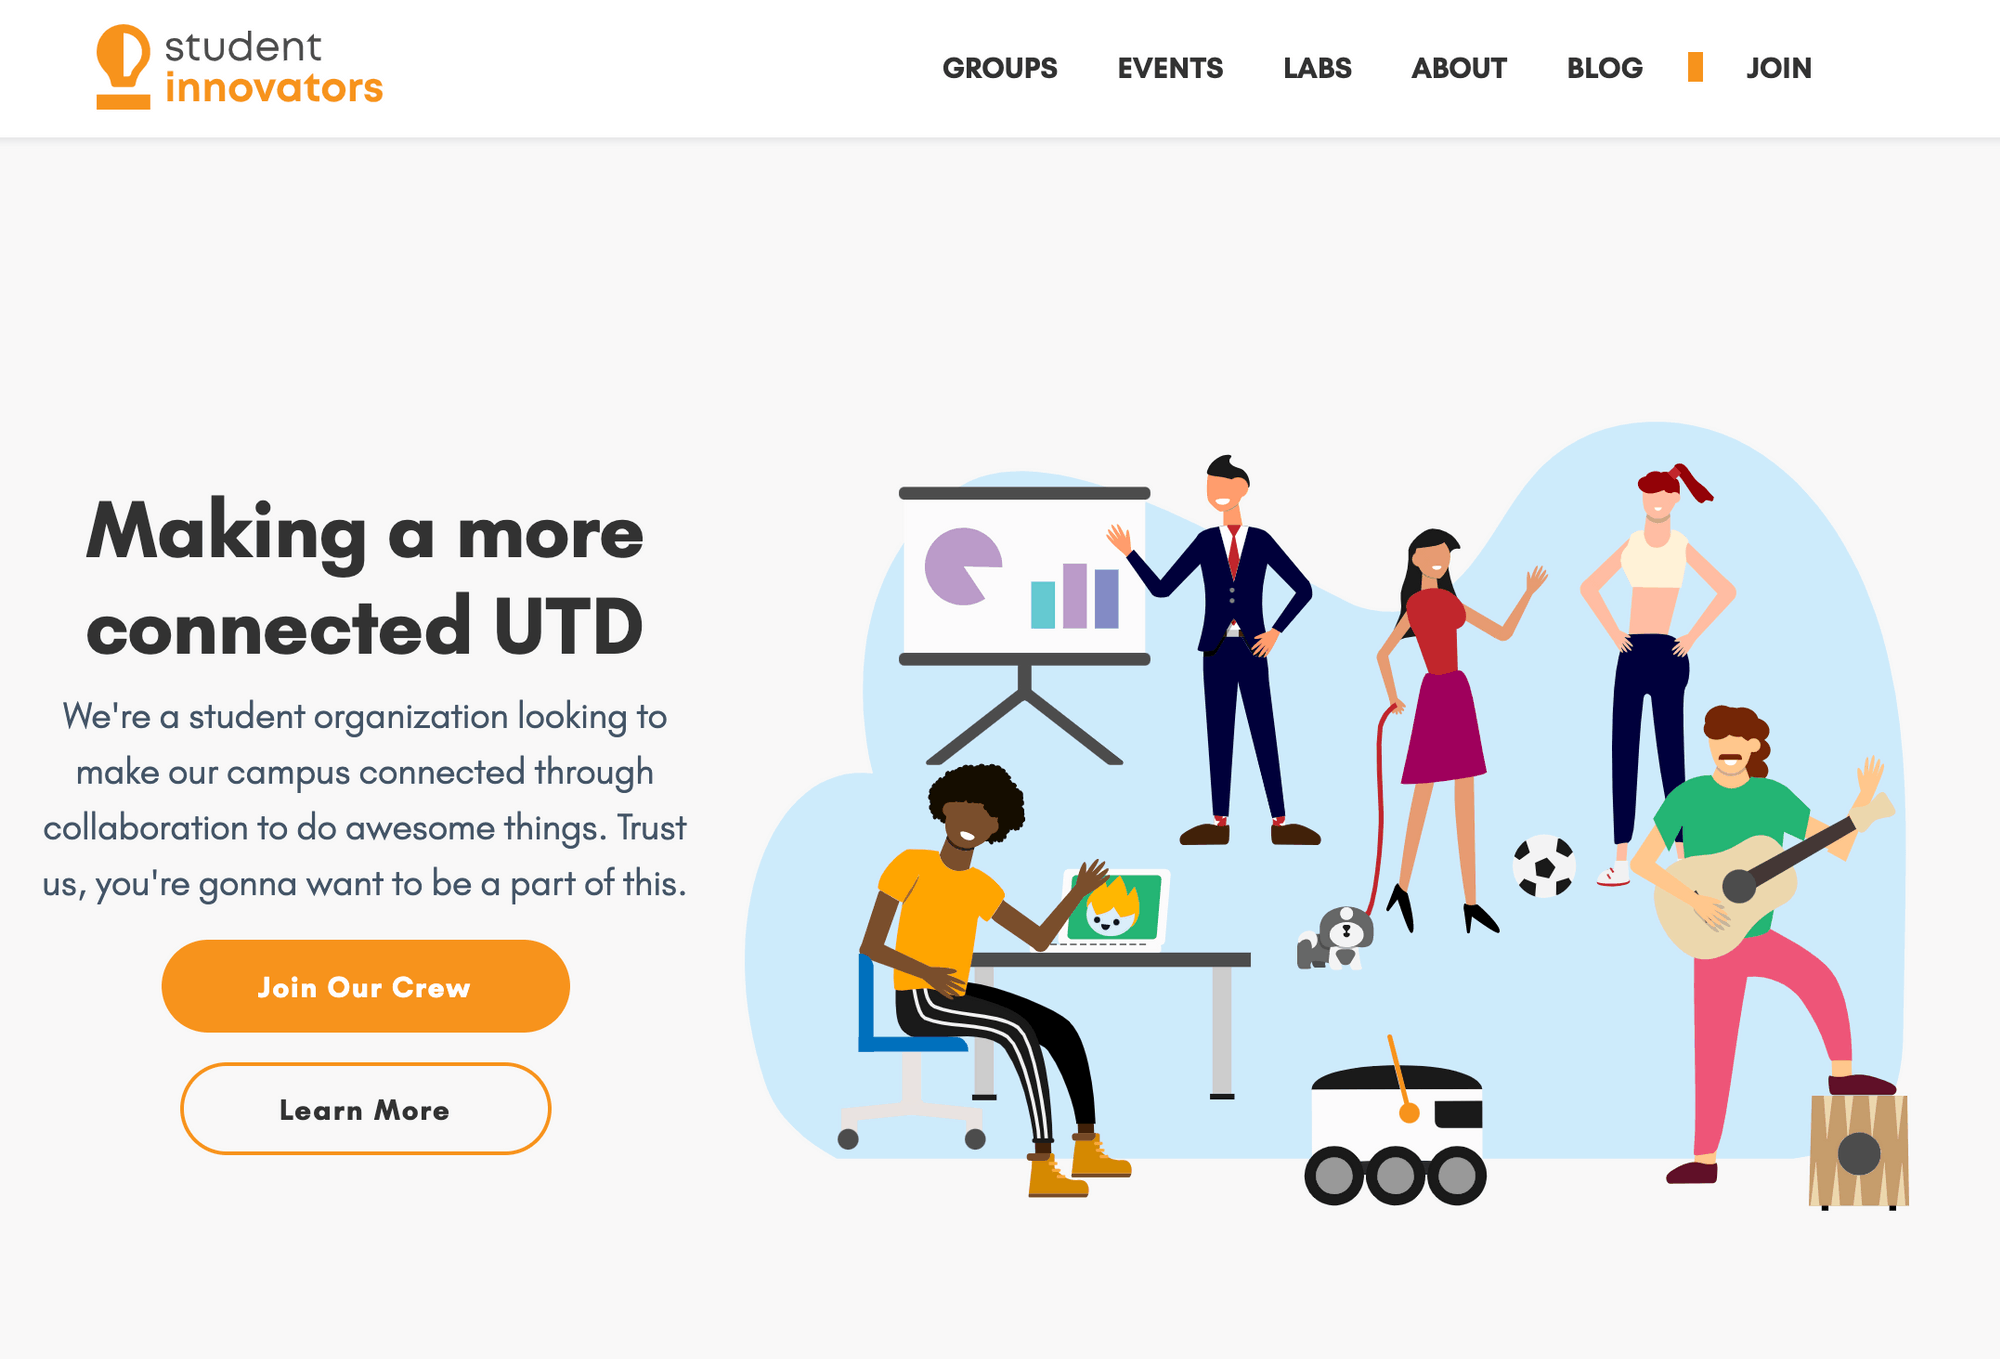 student
innovators
GROUPS EVENTS LABS ABOUT BLOG JOIN
Making a more
connected UTD
We're a student organization looking to
make our campus connected through
collaboration to do awesome things. Trust
us, you're gonna want to be a part of this.
Join Our Crew
Learn More